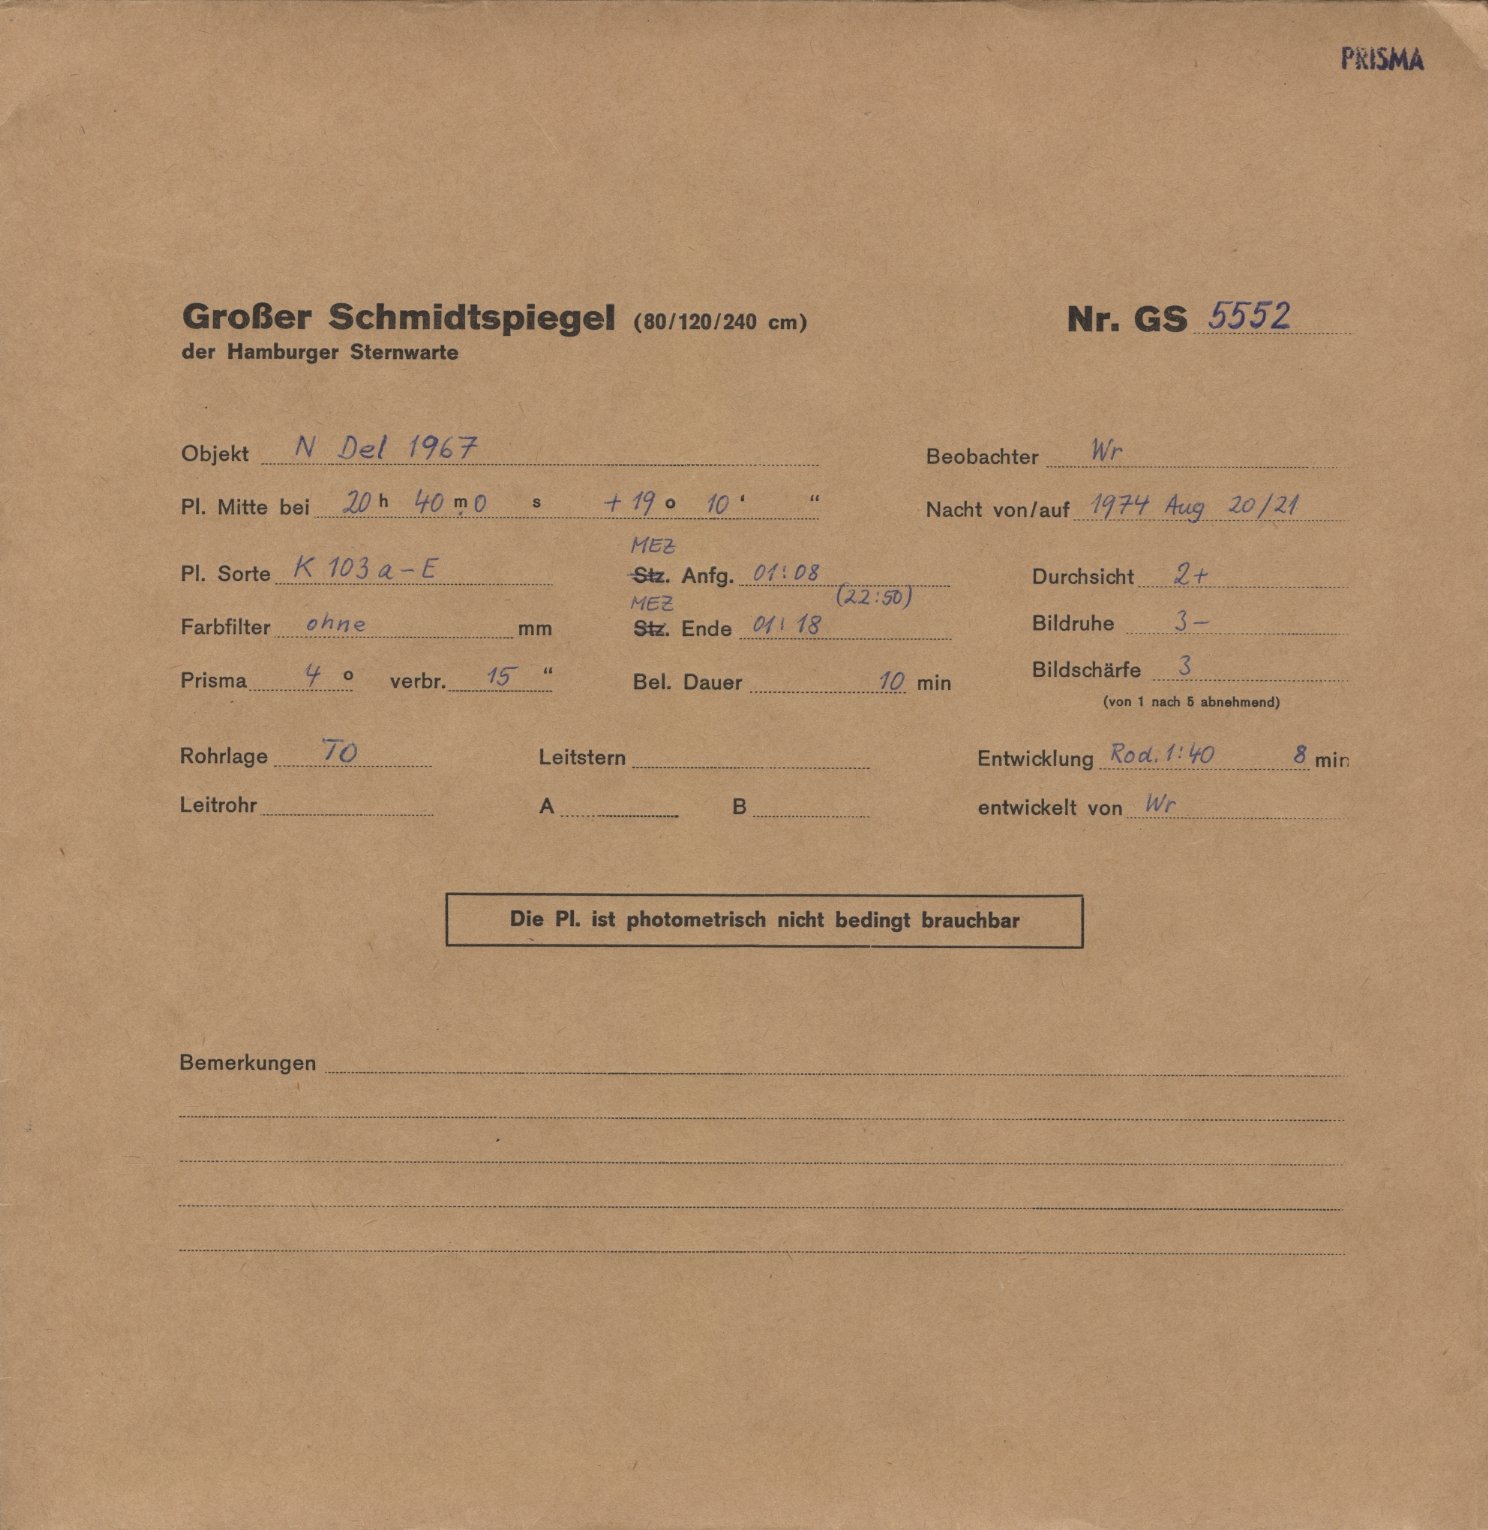 PRISMA
Großer Schmidtspiegel (80/120/240 cm) Nr. GS 5552
der Hamburger Sternwarte
Objekt N Del 1967 Beobachter Wr
Pl. Mitte bei 20 h 40 m 0 s + 19 o 10 ‘ “ Nacht von/auf 1974 Aug 20/21
MEZ
Pl. Sorte K 103 a – E Stz. Anfg. 01:08 Durchsicht 2+
MEZ (22:50)
Farbfilter ohne mm Stz. Ende 01:18 Bildruhe 3–
Prisma 4 o verbr. 15 “ Bel. Dauer 10 min Bildschärfe 3
(von 1 nach 5 abnehmend)
Rohrlage TO Leitstern Entwicklung Rod. 1:40 8 min
Leitrohr A B entwickelt von Wr
Die Pl. ist photometrisch nicht bedingt brauchbar
Bemerkungen